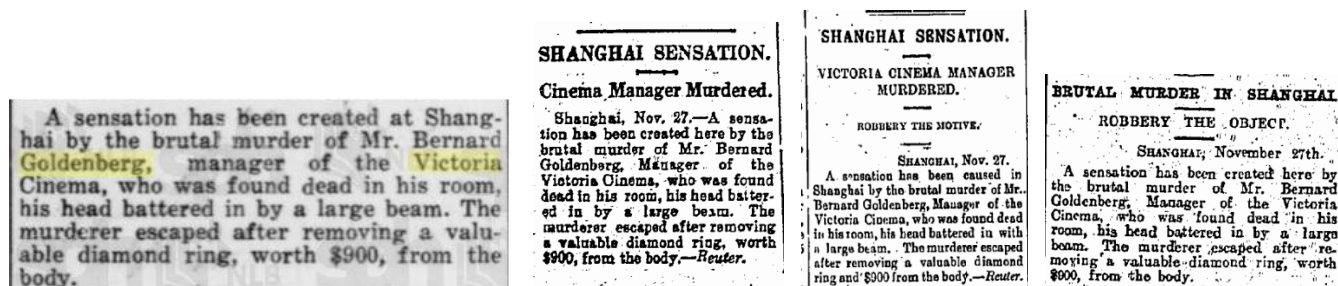 A sensation has been created at Shang-
hai by the brutal murder of Mr. Bernard
Goldenberg, manager of the Victoria
Cinema, who was found dead in his room,
his head battered in by a large beam. The
murderer escaped after removing a valu-
able diamond ring, worth $900, from the
body.
SHANGHAI SENSATION.
Cinema Manager Murdered.
Shanghai, Nov. 27.—A sensa-
tion has been created here by the
brutal murder of Mr. Bernard
Goldenberg, Manager of the
Victoria Cinema, who was found
dead in his room, his head batter-
ed in by a large beam. The
murderer escaped after removing
a valuable diamond ring, worth
$900, from the body.—Reuter.
SHANGHAI SENSATION.
VICTORIA CINEMA MANAGER
MURDERED.
ROBBERY THE MOTIVE.
SHANGHAI, Nov. 27.
A sensation has been caused in
Shanghai by the brutal murder of Mr.
Bernard Goldenberg, Manager of the
Victoria Cinema, who was found dead
in his room, his head battered in with
a large beam. The murderer escaped
after removing a valuable diamond
ring and $900 from the body.—Reuter.
BRUTAL MURDER IN SHANGHAI
ROBBERY THE OBJECT.
SHANGHAI, November 27th.
A sensation has been created here by
the brutal murder of Mr. Bernard
Goldenberg, Manager of the Victoria
Cinema, who was found dead in his
room, his head battered in by a large
beam. The murderer escaped after re-
moving a valuable diamond ring, worth
$900, from the body.